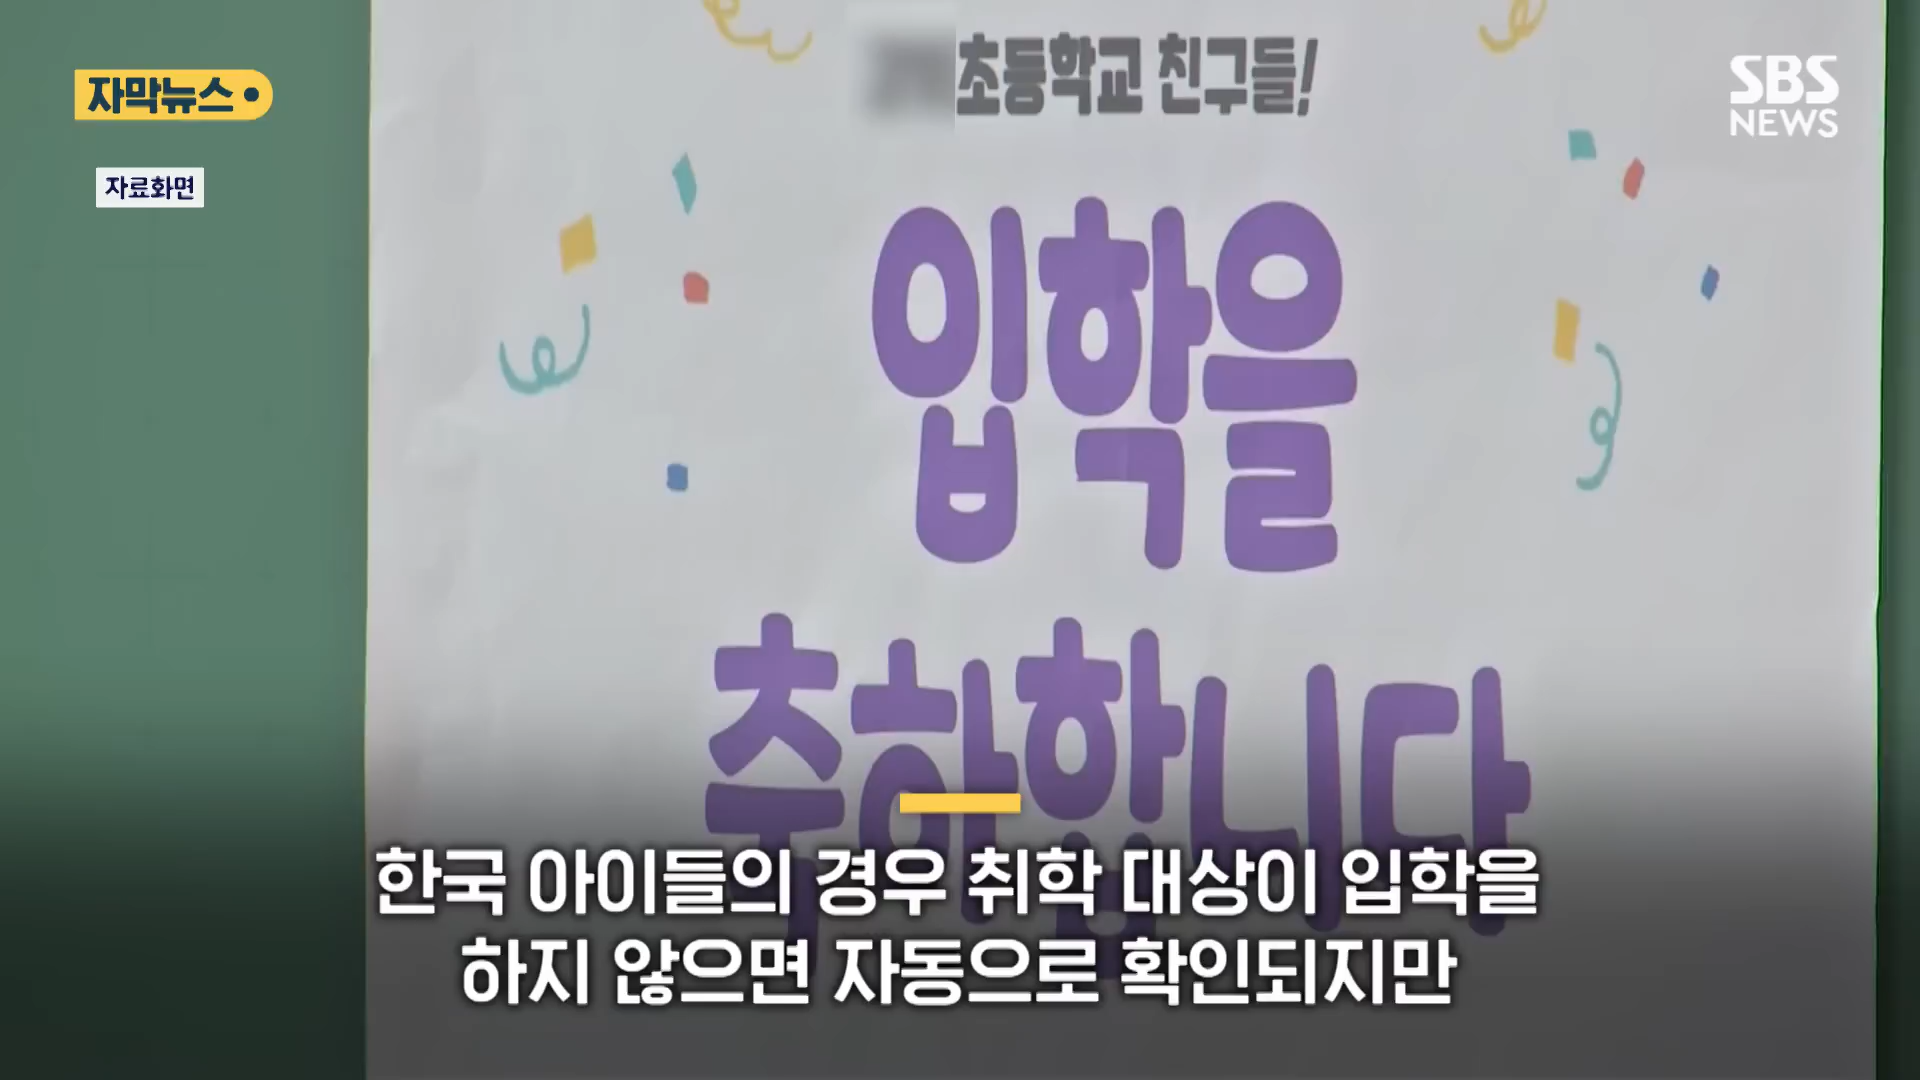 자막뉴스
자료화면
SBS
NEWS
초등학교 친구들!
입학을
축하합니다
한국 아이들의 경우 취학 대상이 입학을
하지 않으면 자동으로 확인되지만